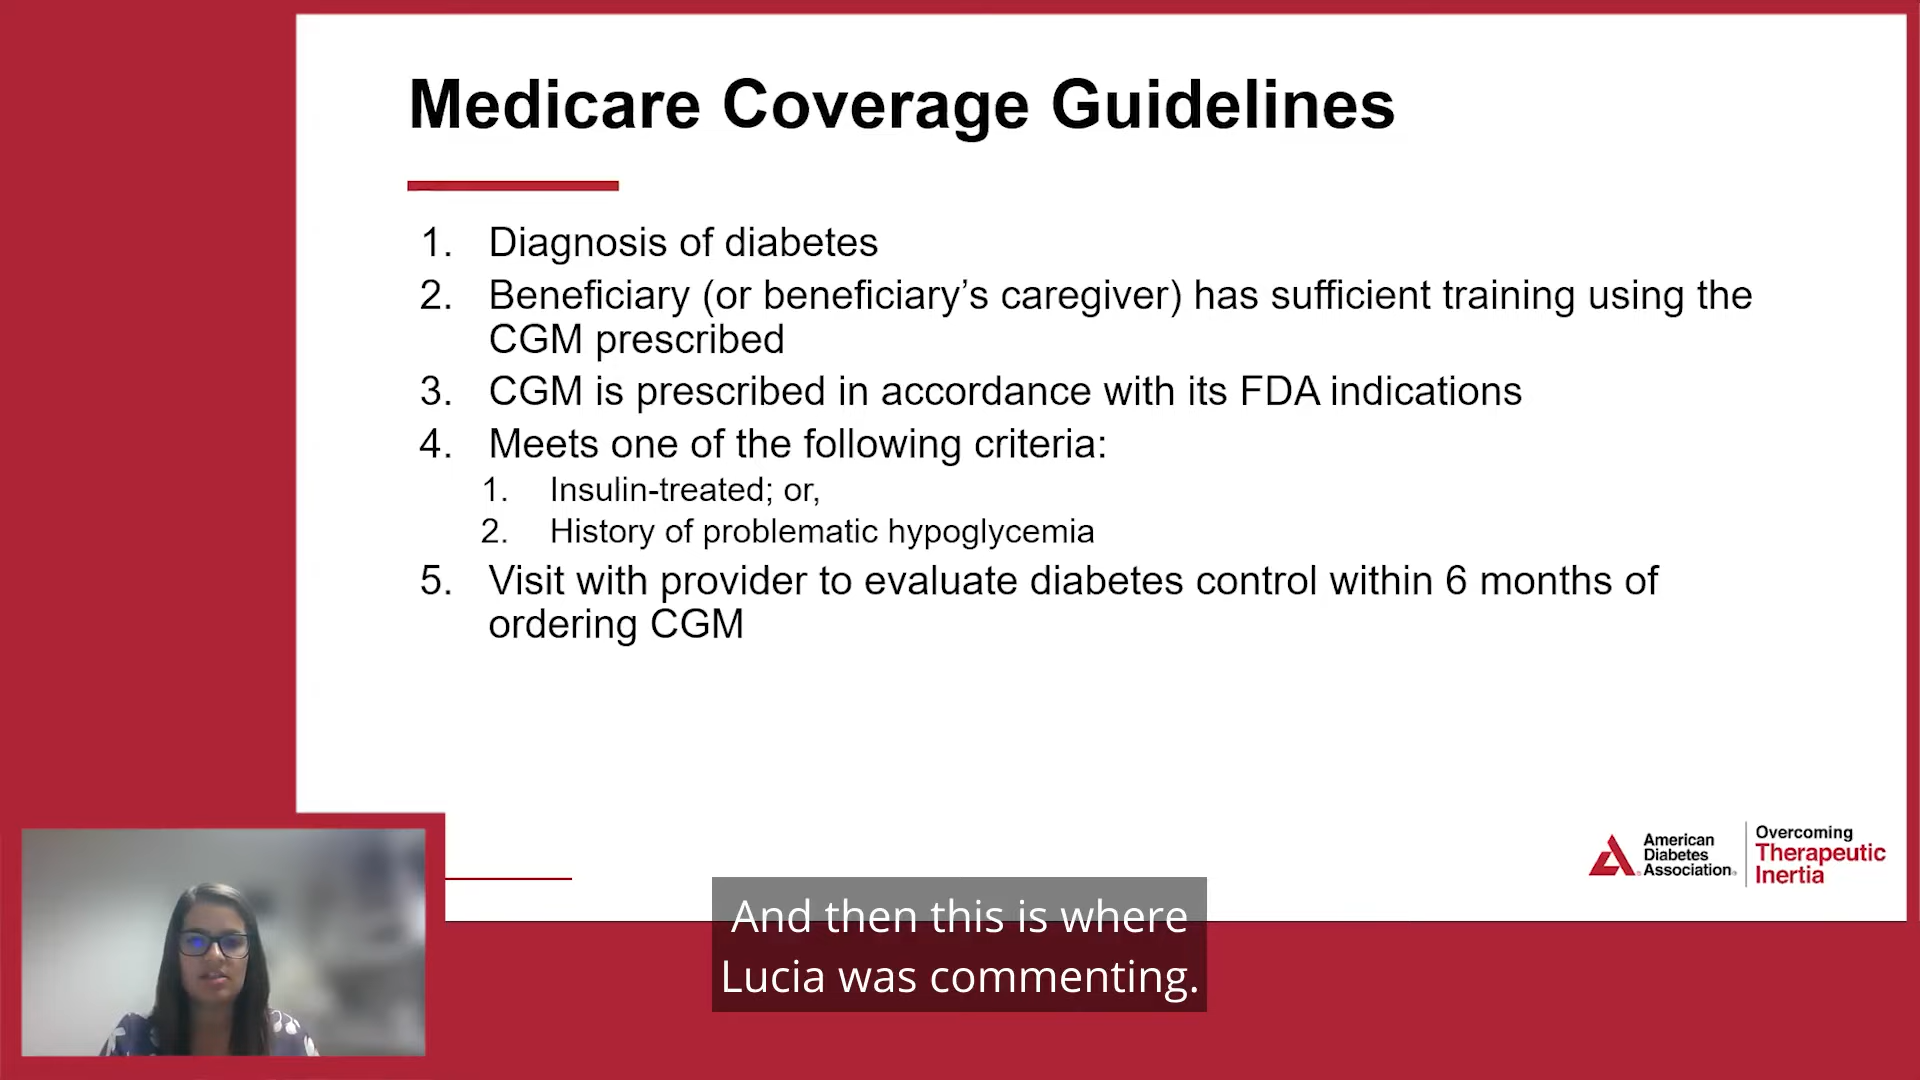 Medicare Coverage Guidelines
1. Diagnosis of diabetes
2. Beneficiary (or beneficiary’s caregiver) has sufficient training using the
CGM prescribed
3. CGM is prescribed in accordance with its FDA indications
4. Meets one of the following criteria:
1. Insulin-treated; or,
2. History of problematic hypoglycemia
5. Visit with provider to evaluate diabetes control within 6 months of
ordering CGM
American
Diabetes
Association®
Overcoming
Therapeutic
Inertia
And then this is where
Lucia was commenting.